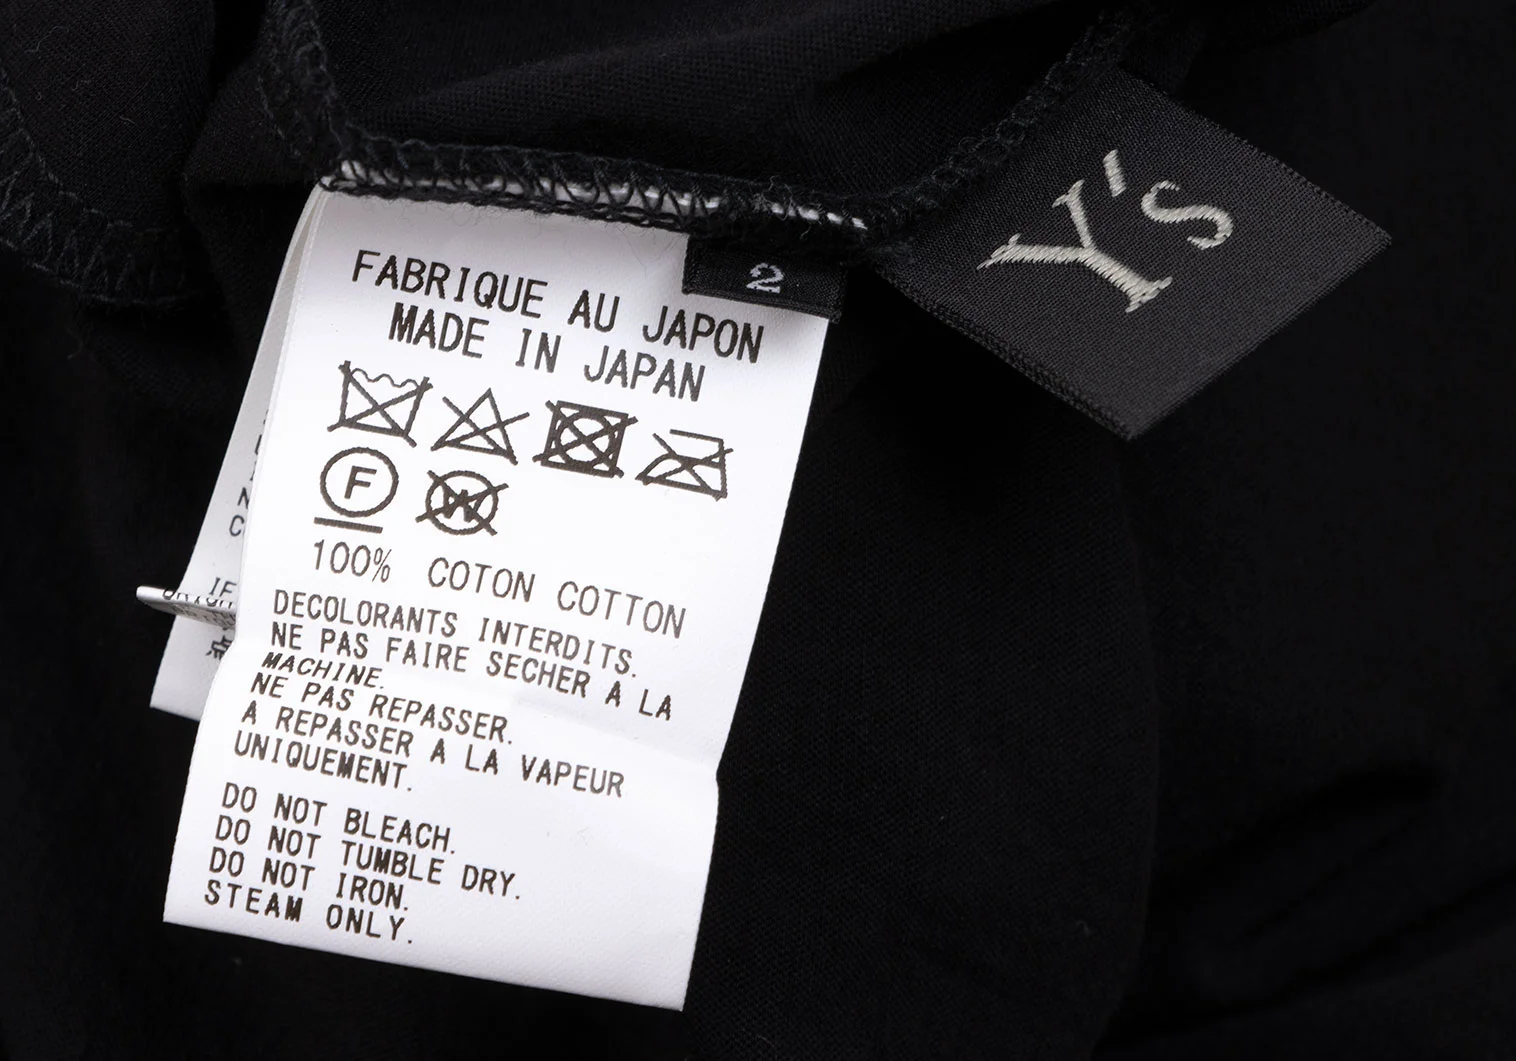 Y's
2
FABRIQUE AU JAPON
MADE IN JAPAN
F
W
100% COTON COTTON
DECOLORANTS INTERDITS.
NE PAS FAIRE SECHER A LA
MACHINE.
NE PAS REPASSER.
A REPASSER A LA VAPEUR
UNIQUEMENT.
DO NOT BLEACH.
DO NOT TUMBLE DRY.
DO NOT IRON.
STEAM ONLY.
N
C
IF